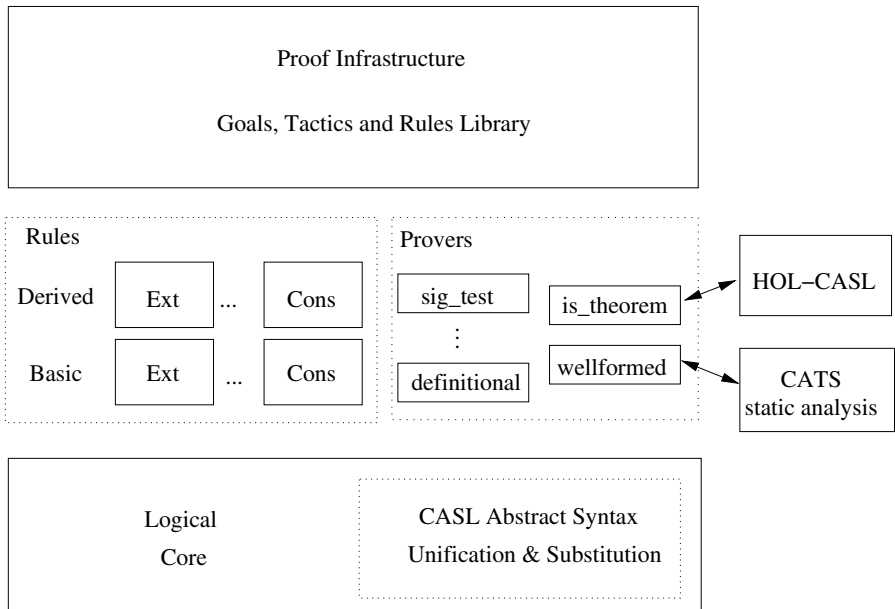 Proof Infrastructure
Goals, Tactics and Rules Library
Rules
Derived
Ext
...
Cons
Basic
Ext
...
Cons
Provers
sig_test
is_theorem
definitional
wellformed
HOL−CASL
CATS
static analysis
Logical
Core
CASL Abstract Syntax
Unification & Substitution